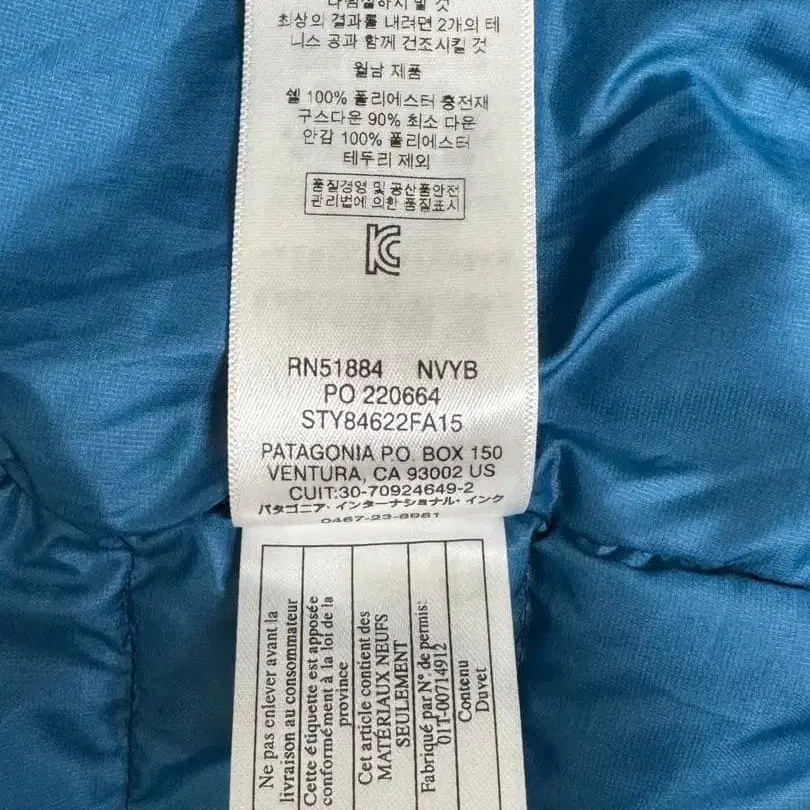 최상의 결과를 내려면 2개의 테
니스 공과 함께 건조시킬 것
월남 제품
쉘 100% 폴리에스터 충전재
구스다운 90% 최소 다운
안감 100% 폴리에스터
테두리 제외
품질경영 및 공산품안전
관리법에 의한 품질표시
KC
RN51884 NVYB
PO 220664
STY84622FA15
PATAGONIA P.O. BOX 150
VENTURA, CA 93002 US
CUIT:30-70924649-2
パタゴニア・インターナショナル・インク
0467-23-8961
Ne pas enlever avant la
livraison au consommateur
Cette étiquette est apposée
conformément à la loi de la
province
Cet article contient des
MATÉRIAUX NEUFS
SEULEMENT
Fabriqué par N°. de permis:
01T-00714912
Contenu
Duvet